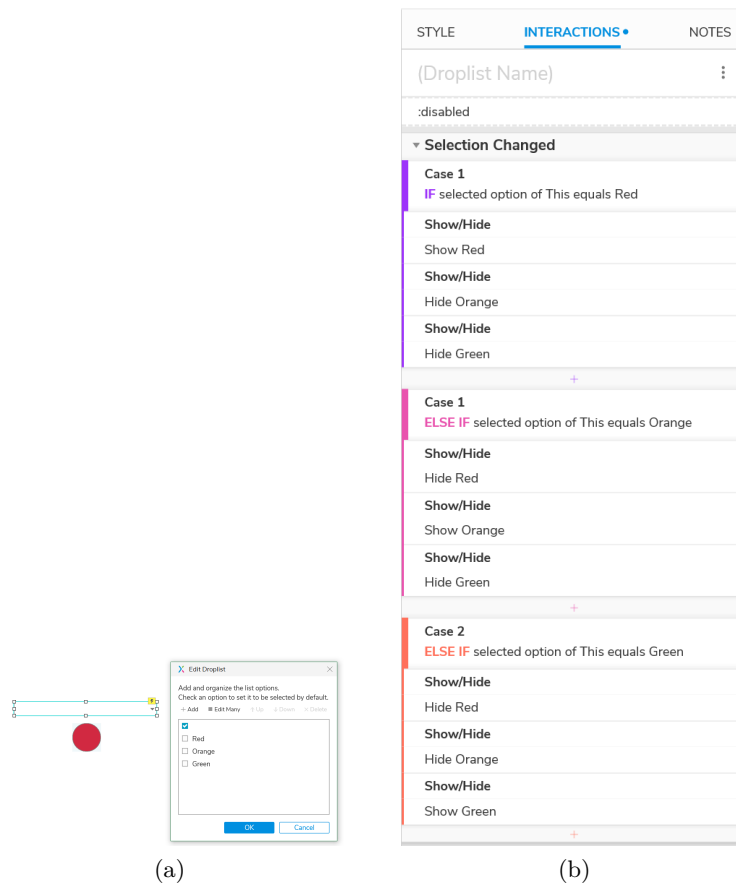 Edit Droplist
Add and organize the list options.
Check an option to set it to be selected by default.
Add Edit Many Up Down Delete
Red
Orange
Green
OK Cancel
(a)
STYLE INTERACTIONS NOTES
(Droplist Name)
:disabled
Selection Changed
Case 1
IF selected option of This equals Red
Show/Hide
Show Red
Show/Hide
Hide Orange
Show/Hide
Hide Green
+
Case 1
ELSE IF selected option of This equals Orange
Show/Hide
Hide Red
Show/Hide
Show Orange
Show/Hide
Hide Green
+
Case 2
ELSE IF selected option of This equals Green
Show/Hide
Hide Red
Show/Hide
Hide Orange
Show/Hide
Show Green
+
(b)